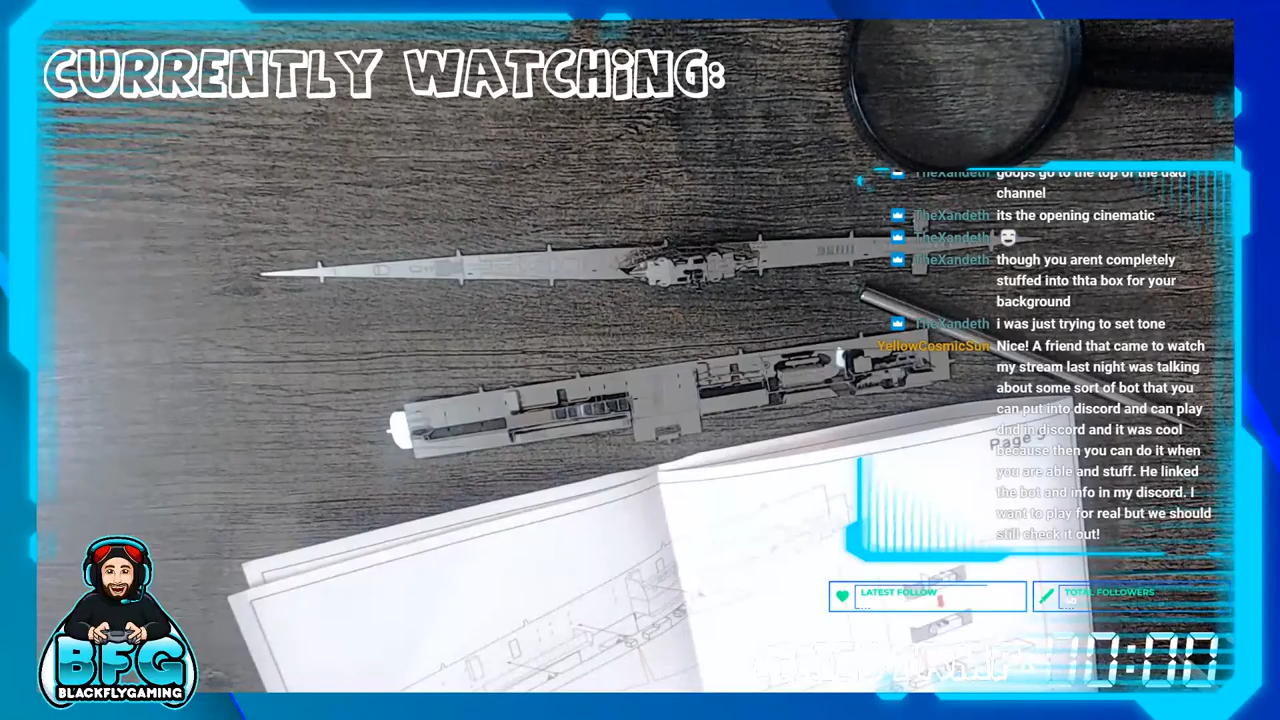 CURRENTLY WATCHING:
TheXandeth goops go to the top of the d&d
channel
TheXandeth its the opening cinematic
TheXandeth
TheXandeth though you arent completely
stuffed into thta box for your
background
TheXandeth i was just trying to set tone
YellowCosmicSun Nice! A friend that came to watch
my stream last night was talking
about some sort of bot that you
can put into discord and can play
dnd in discord and it was cool
because then you can do it when
you are able and stuff. He linked
the bot and info in my discord. I
want to play for real but we should
still check it out!
Page
LATEST FOLLOW
....
TOTAL FOLLOWERS
....
10:00
BFG
BLACKFLYGAMING